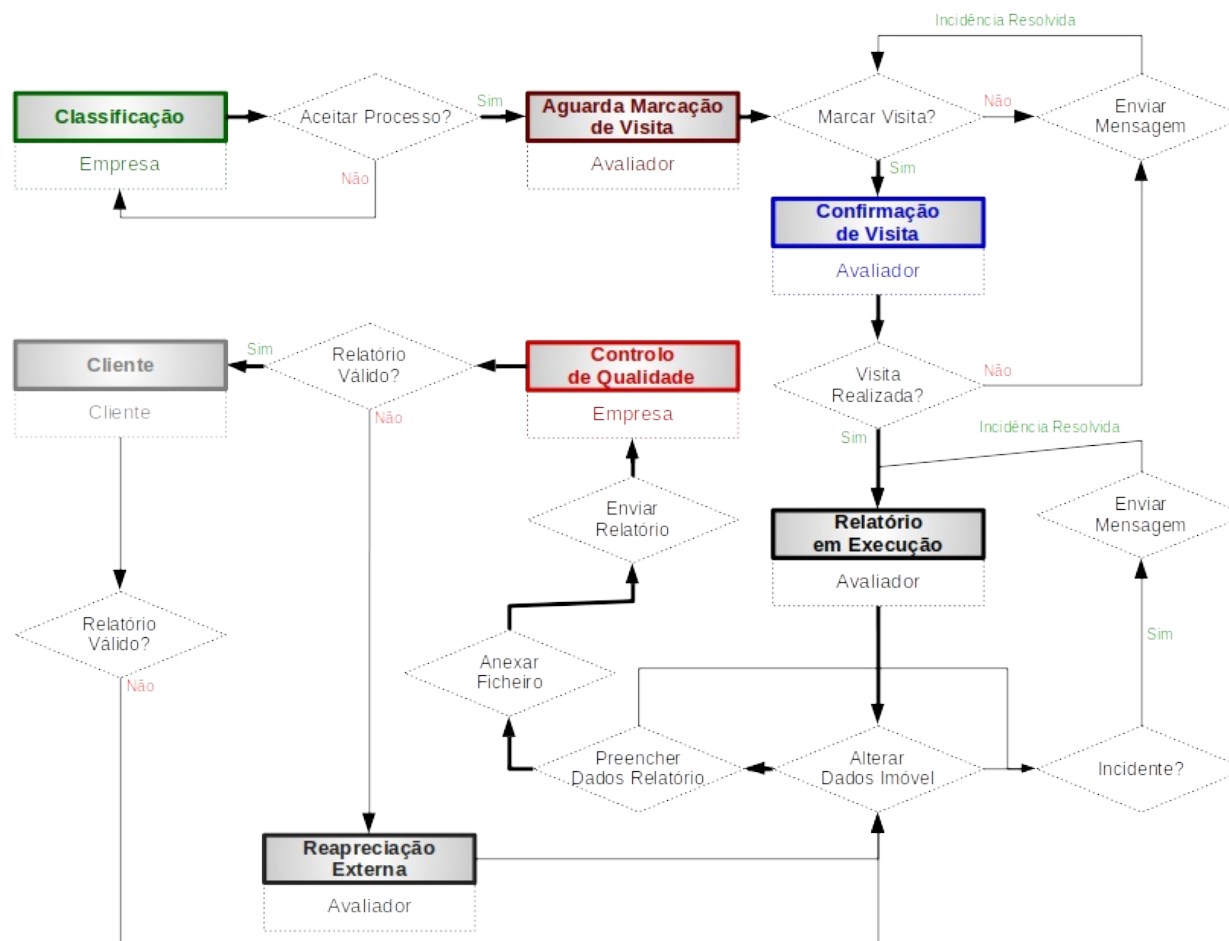 Incidência Resolvida
Classificação
Empresa
Aceitar Processo?
Sim
Não
Aguarda Marcação
de Visita
Avaliador
Marcar Visita?
Não
Sim
Enviar
Mensagem
Confirmação
de Visita
Avaliador
Cliente
Cliente
Sim
Relatório
Válido?
Não
Controlo
de Qualidade
Empresa
Visita
Realizada?
Não
Sim
Incidência Resolvida
Enviar
Relatório
Relatório
em Execução
Avaliador
Enviar
Mensagem
Sim
Relatório
Válido?
Não
Anexar
Ficheiro
Preencher
Dados Relatório
Alterar
Dados Imóvel
Incidente?
Reapreciação
Externa
Avaliador